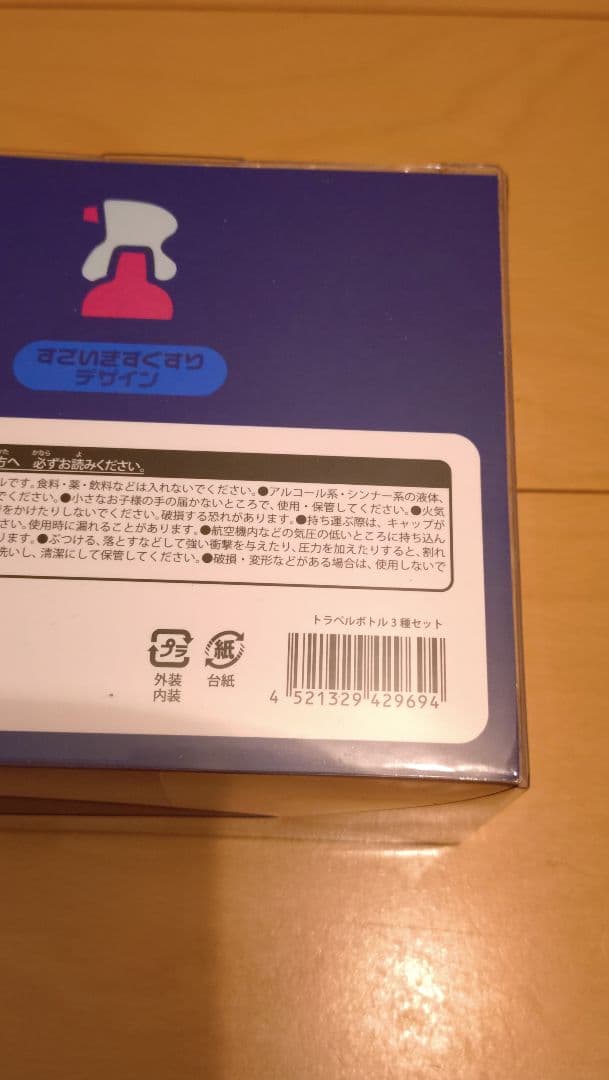 すごいきずぐすり
デザイン
方へ 必ずお読みください。
ルです。食料・薬・飲料などは入れないでください。●アルコール系・シンナー系の液体、
でください。●小さなお子様の手の届かないところで、使用・保管してください。●火気
荷をかけたりしないでください。破損する恐れがあります。●持ち運ぶ際は、キャップが
さい。使用時に漏れることがあります。●航空機内などの気圧の低いところに持ち込ん
ります。●ぶつける、落とすなどして強い衝撃を与えたり、圧力を加えたりすると、割れ
洗いし、清潔にして保管してください。●破損・変形などがある場合は、使用しないで
トラベルボトル3種セット
プラ 紙
外装 台紙
内装
4 521329 429694